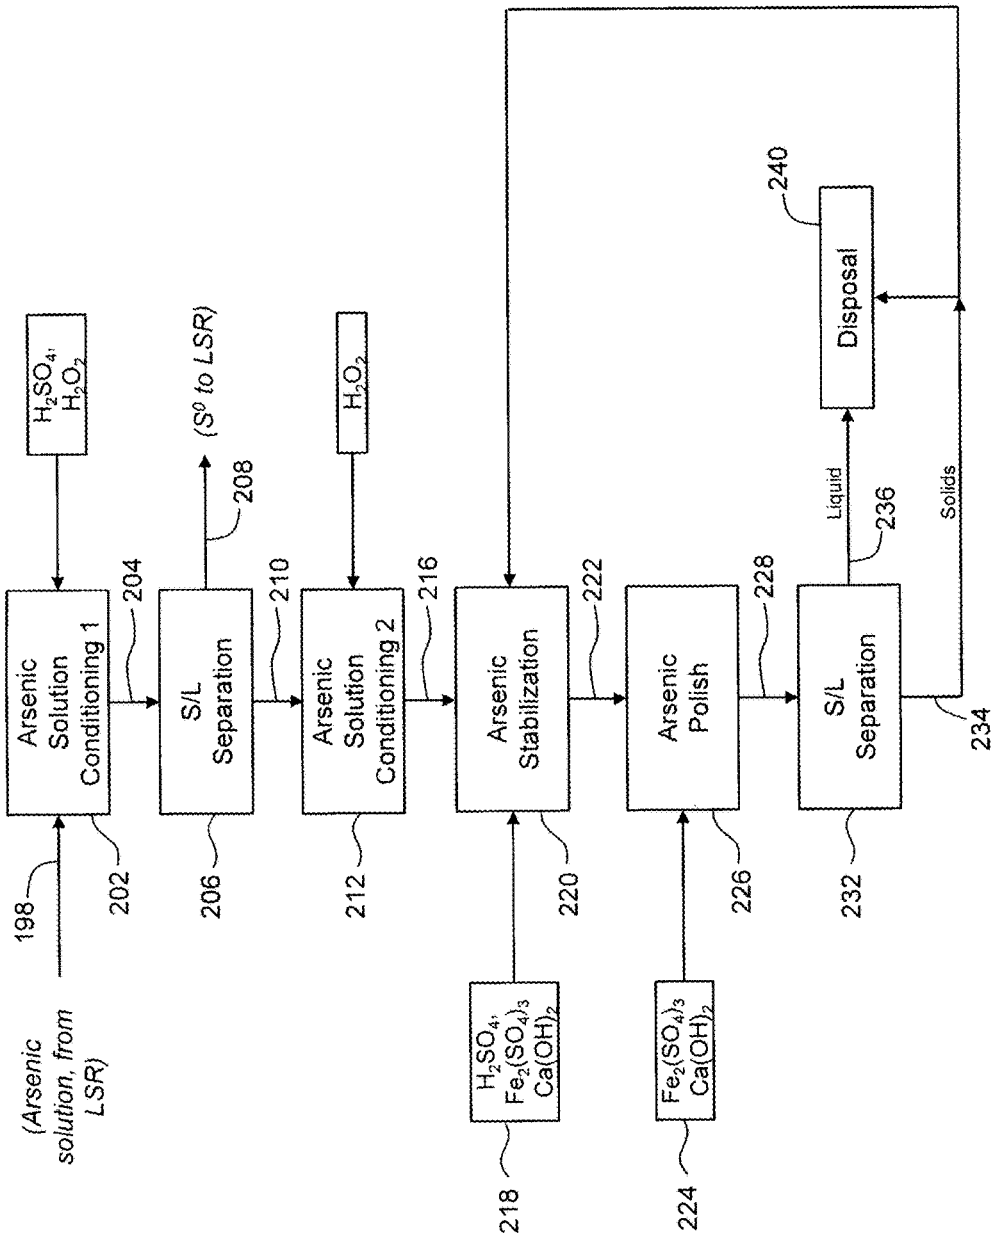 (Arsenic
solution, from
LSR)
198
202
Arsenic
Solution
Conditioning 1
H₂SO₄,
H₂O₂
204
206
S/L
Separation
208
(S⁰ to LSR)
210
212
Arsenic
Solution
Conditioning 2
H₂O₂
216
218
H₂SO₄,
Fe₂(SO₄)₃
Ca(OH)₂
220
Arsenic
Stabilization
222
224
Fe₂(SO₄)₃
Ca(OH)₂
226
Arsenic
Polish
228
232
S/L
Separation
234
236
Liquid
Solids
Disposal
240